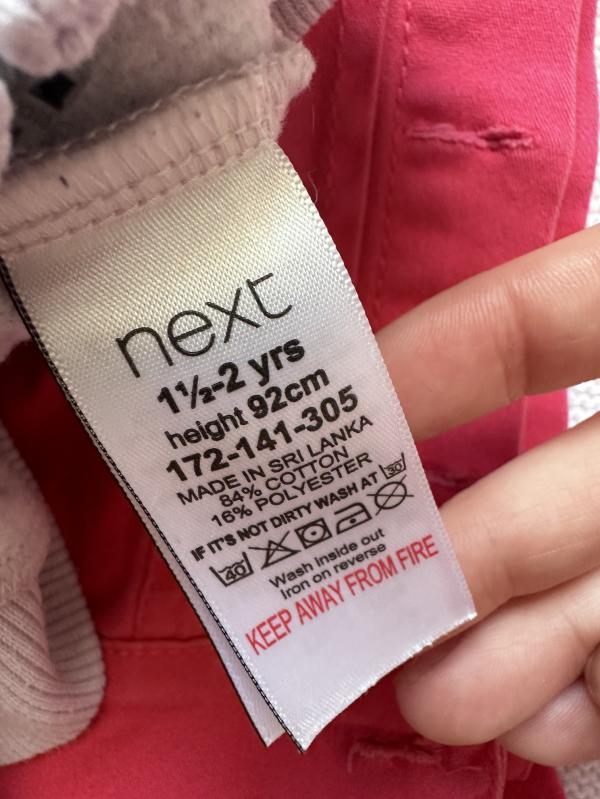 next
1½-2 yrs
height 92cm
172-141-305
MADE IN SRI LANKA
84% COTTON
16% POLYESTER
IF IT'S NOT DIRTY WASH AT 30
40
Wash inside out
Iron on reverse
KEEP AWAY FROM FIRE